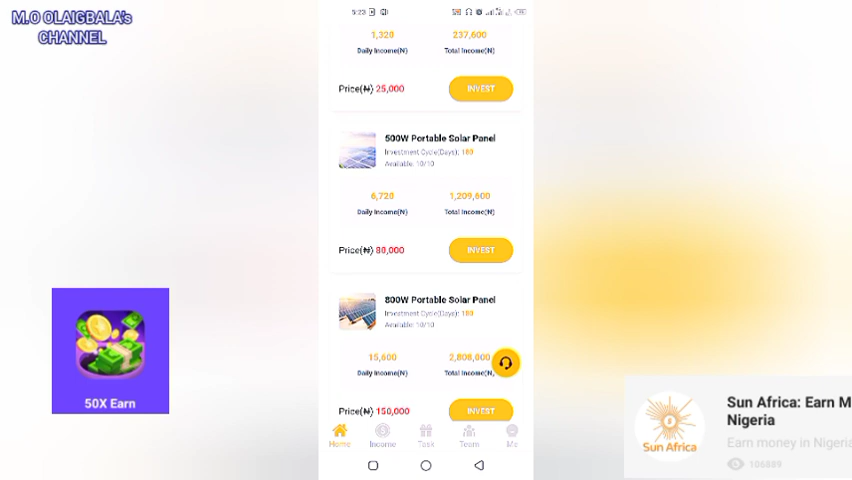 M.O OLAIGBALA's
CHANNEL
5:23
1,320
237,600
Daily Income(N)
Total Income(N)
Price(₦) 25,000
INVEST
500W Portable Solar Panel
Investment Cycle(Days): 180
Available: 10/10
6,720
1,209,600
Daily Income(N)
Total Income(N)
Price(₦) 80,000
INVEST
800W Portable Solar Panel
Investment Cycle(Days): 180
Available: 10/10
15,600
2,808,000
Daily Income(N)
Total Income(N
Price(₦) 150,000
INVEST
Home
Income
Task
Team
Me
50X Earn
Sun Africa
Sun Africa: Earn M
Nigeria
Earn money in Nigeria
106889